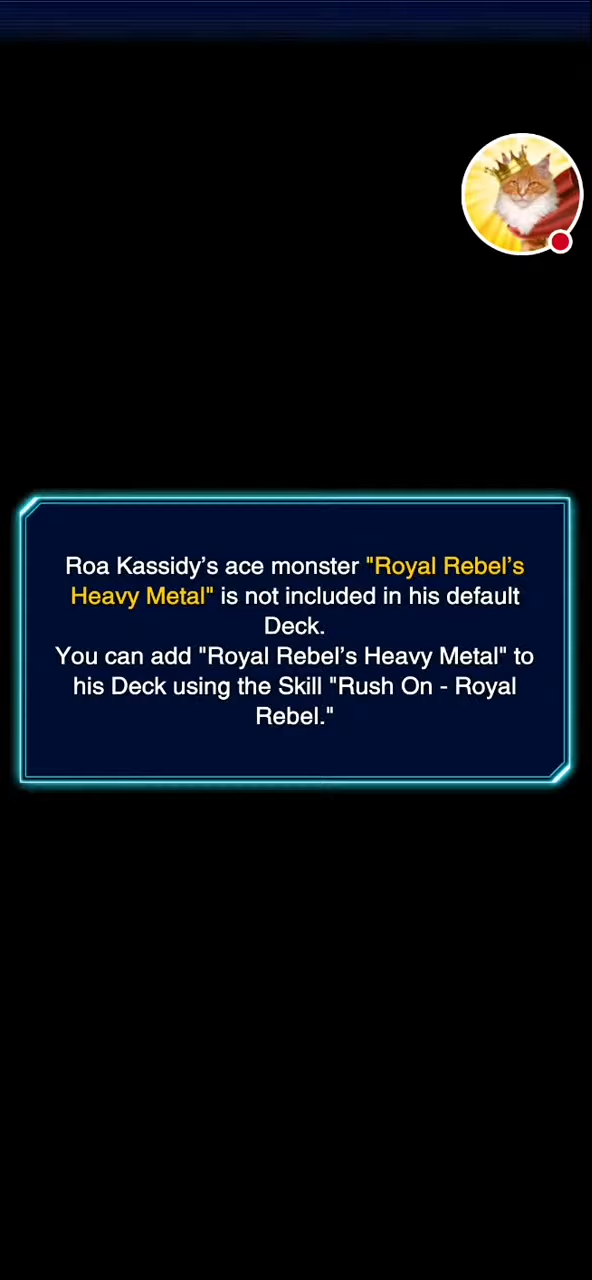 Roa Kassidy’s ace monster "Royal Rebel’s
Heavy Metal" is not included in his default
Deck.
You can add "Royal Rebel’s Heavy Metal" to
his Deck using the Skill "Rush On - Royal
Rebel."